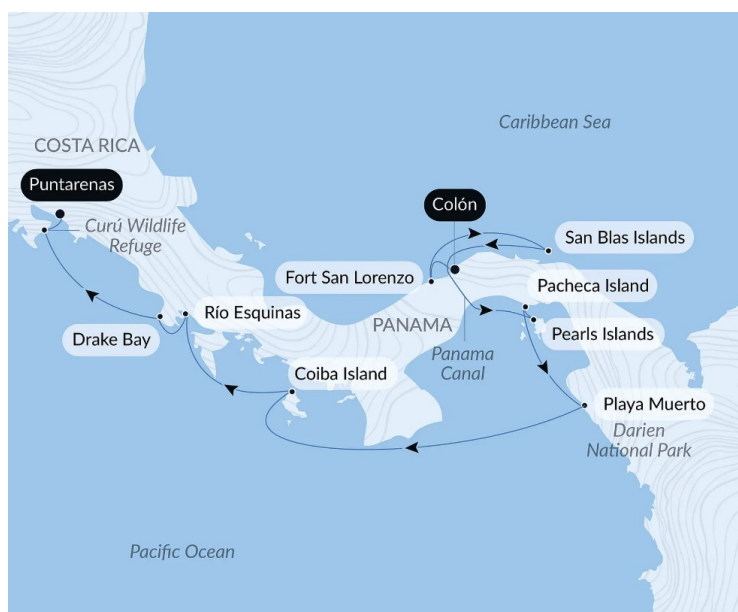 Caribbean Sea
COSTA RICA
Puntarenas
Curú Wildlife
Refuge
Colón
San Blas Islands
Fort San Lorenzo
Pacheca Island
Río Esquinas
PANAMA
Pearls Islands
Drake Bay
Panama
Canal
Coiba Island
Playa Muerto
Darien
National Park
Pacific Ocean